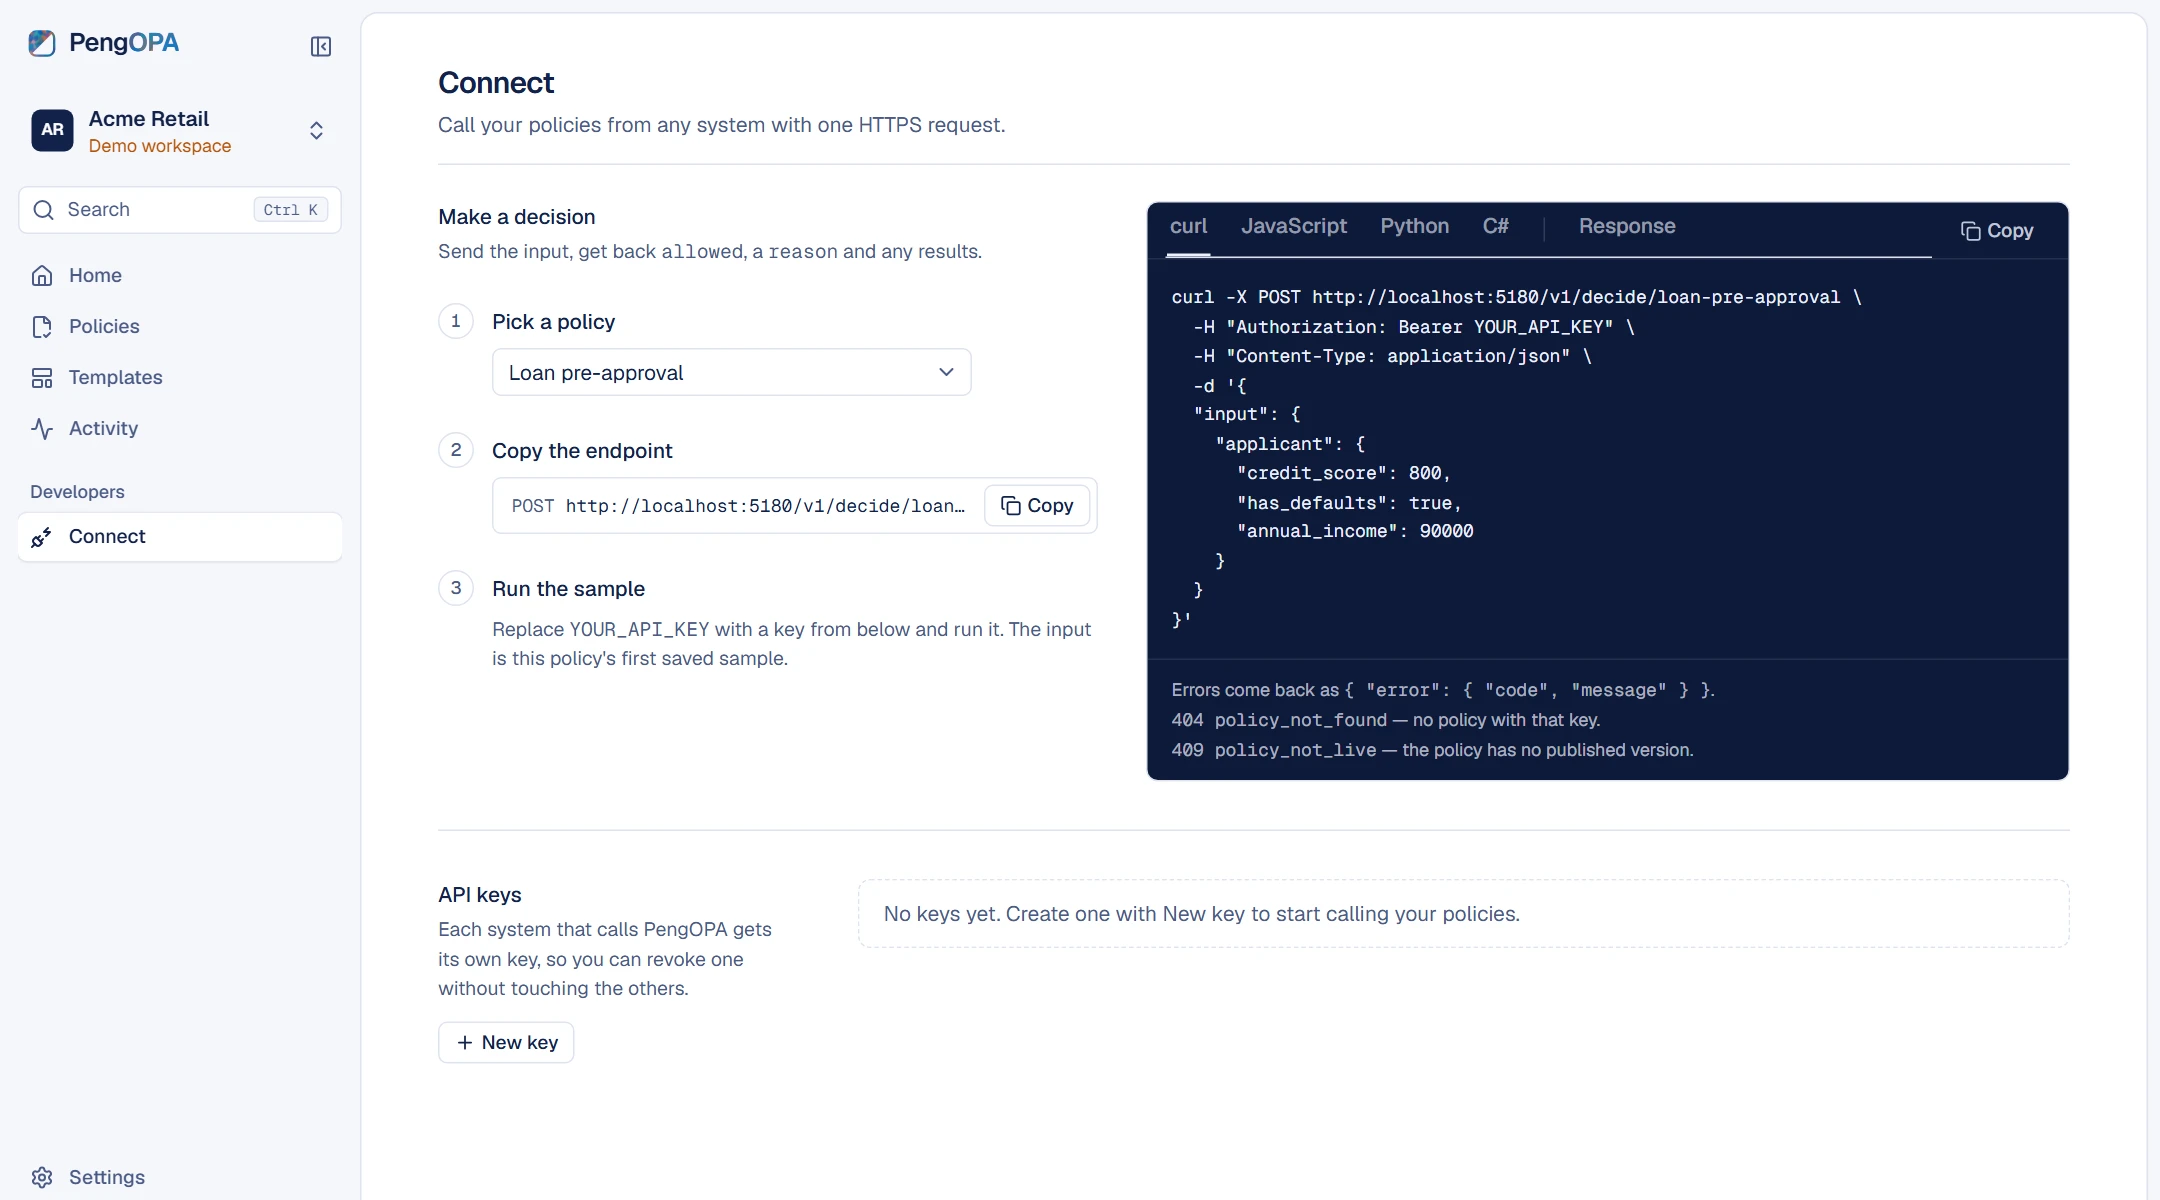 PengOPA
AR
Acme Retail
Demo workspace
Search
Ctrl K
Home
Policies
Templates
Activity
Developers
Connect
Settings
Connect
Call your policies from any system with one HTTPS request.
Make a decision
Send the input, get back allowed, a reason and any results.
1
Pick a policy
Loan pre-approval
2
Copy the endpoint
POST http://localhost:5180/v1/decide/loan…
Copy
3
Run the sample
Replace YOUR_API_KEY with a key from below and run it. The input
is this policy's first saved sample.
curl JavaScript Python C# Response
Copy
curl -X POST http://localhost:5180/v1/decide/loan-pre-approval \
  -H "Authorization: Bearer YOUR_API_KEY" \
  -H "Content-Type: application/json" \
  -d '{
  "input": {
    "applicant": {
      "credit_score": 800,
      "has_defaults": true,
      "annual_income": 90000
    }
  }
}'
Errors come back as { "error": { "code", "message" } }.
404 policy_not_found — no policy with that key.
409 policy_not_live — the policy has no published version.
API keys
Each system that calls PengOPA gets
its own key, so you can revoke one
without touching the others.
+ New key
No keys yet. Create one with New key to start calling your policies.